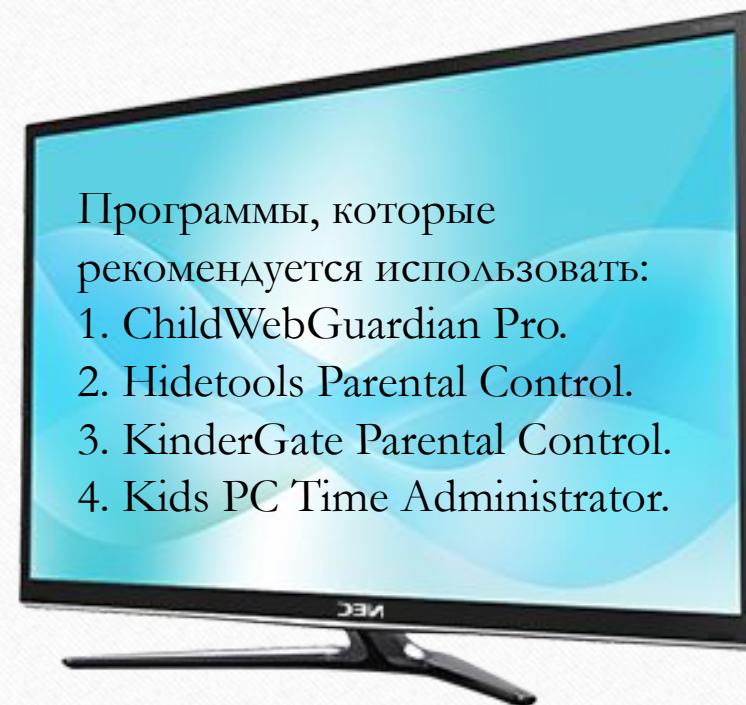 Программы, которые
рекомендуется использовать:
1. ChildWebGuardian Pro.
2. Hidetools Parental Control.
3. KinderGate Parental Control.
4. Kids PC Time Administrator.
NEC